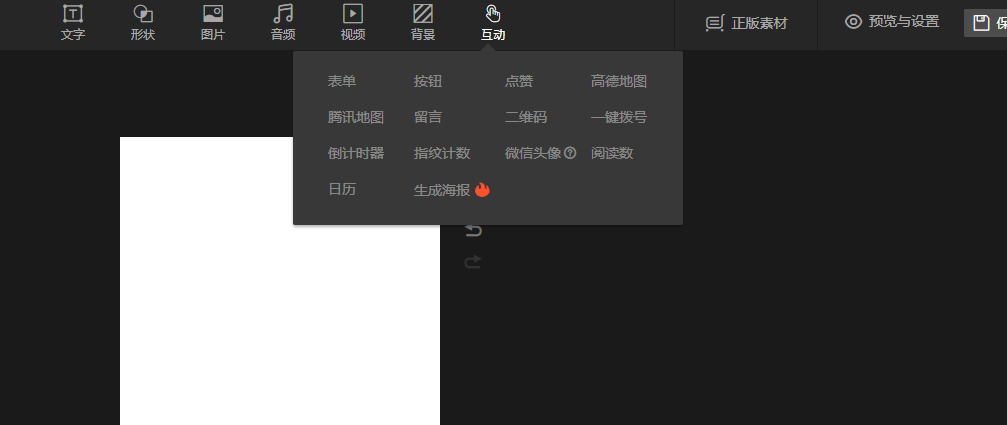 文字 形状 图片 音频 视频 背景 互动 正版素材 预览与设置 保
表单 按钮 点赞 高德地图
腾讯地图 留言 二维码 一键拨号
倒计时器 指纹计数 微信头像 阅读数
日历 生成海报